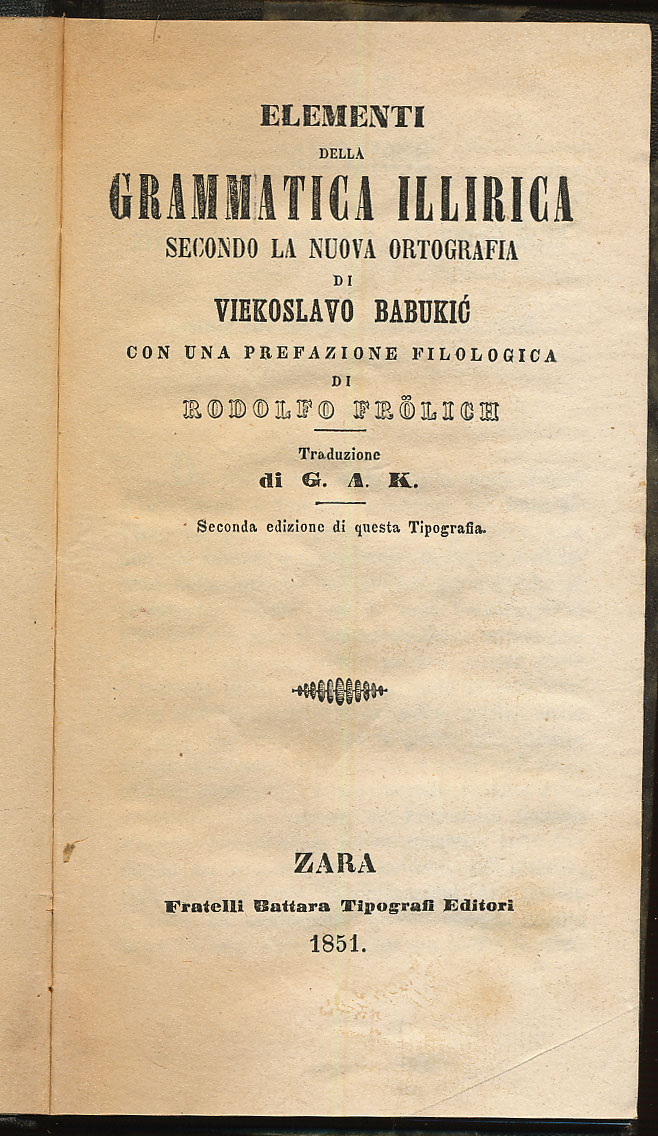 ELEMENTI
DELLA
GRAMMATICA ILLIRICA
SECONDO LA NUOVA ORTOGRAFIA
DI
VIEKOSLAVO BABUKIĆ
CON UNA PREFAZIONE FILOLOGICA
DI
RODOLFO FRÖLICH
Traduzione
di G. A. K.
Seconda edizione di questa Tipografia.
ZARA
Fratelli Battara Tipografi Editori
1851.